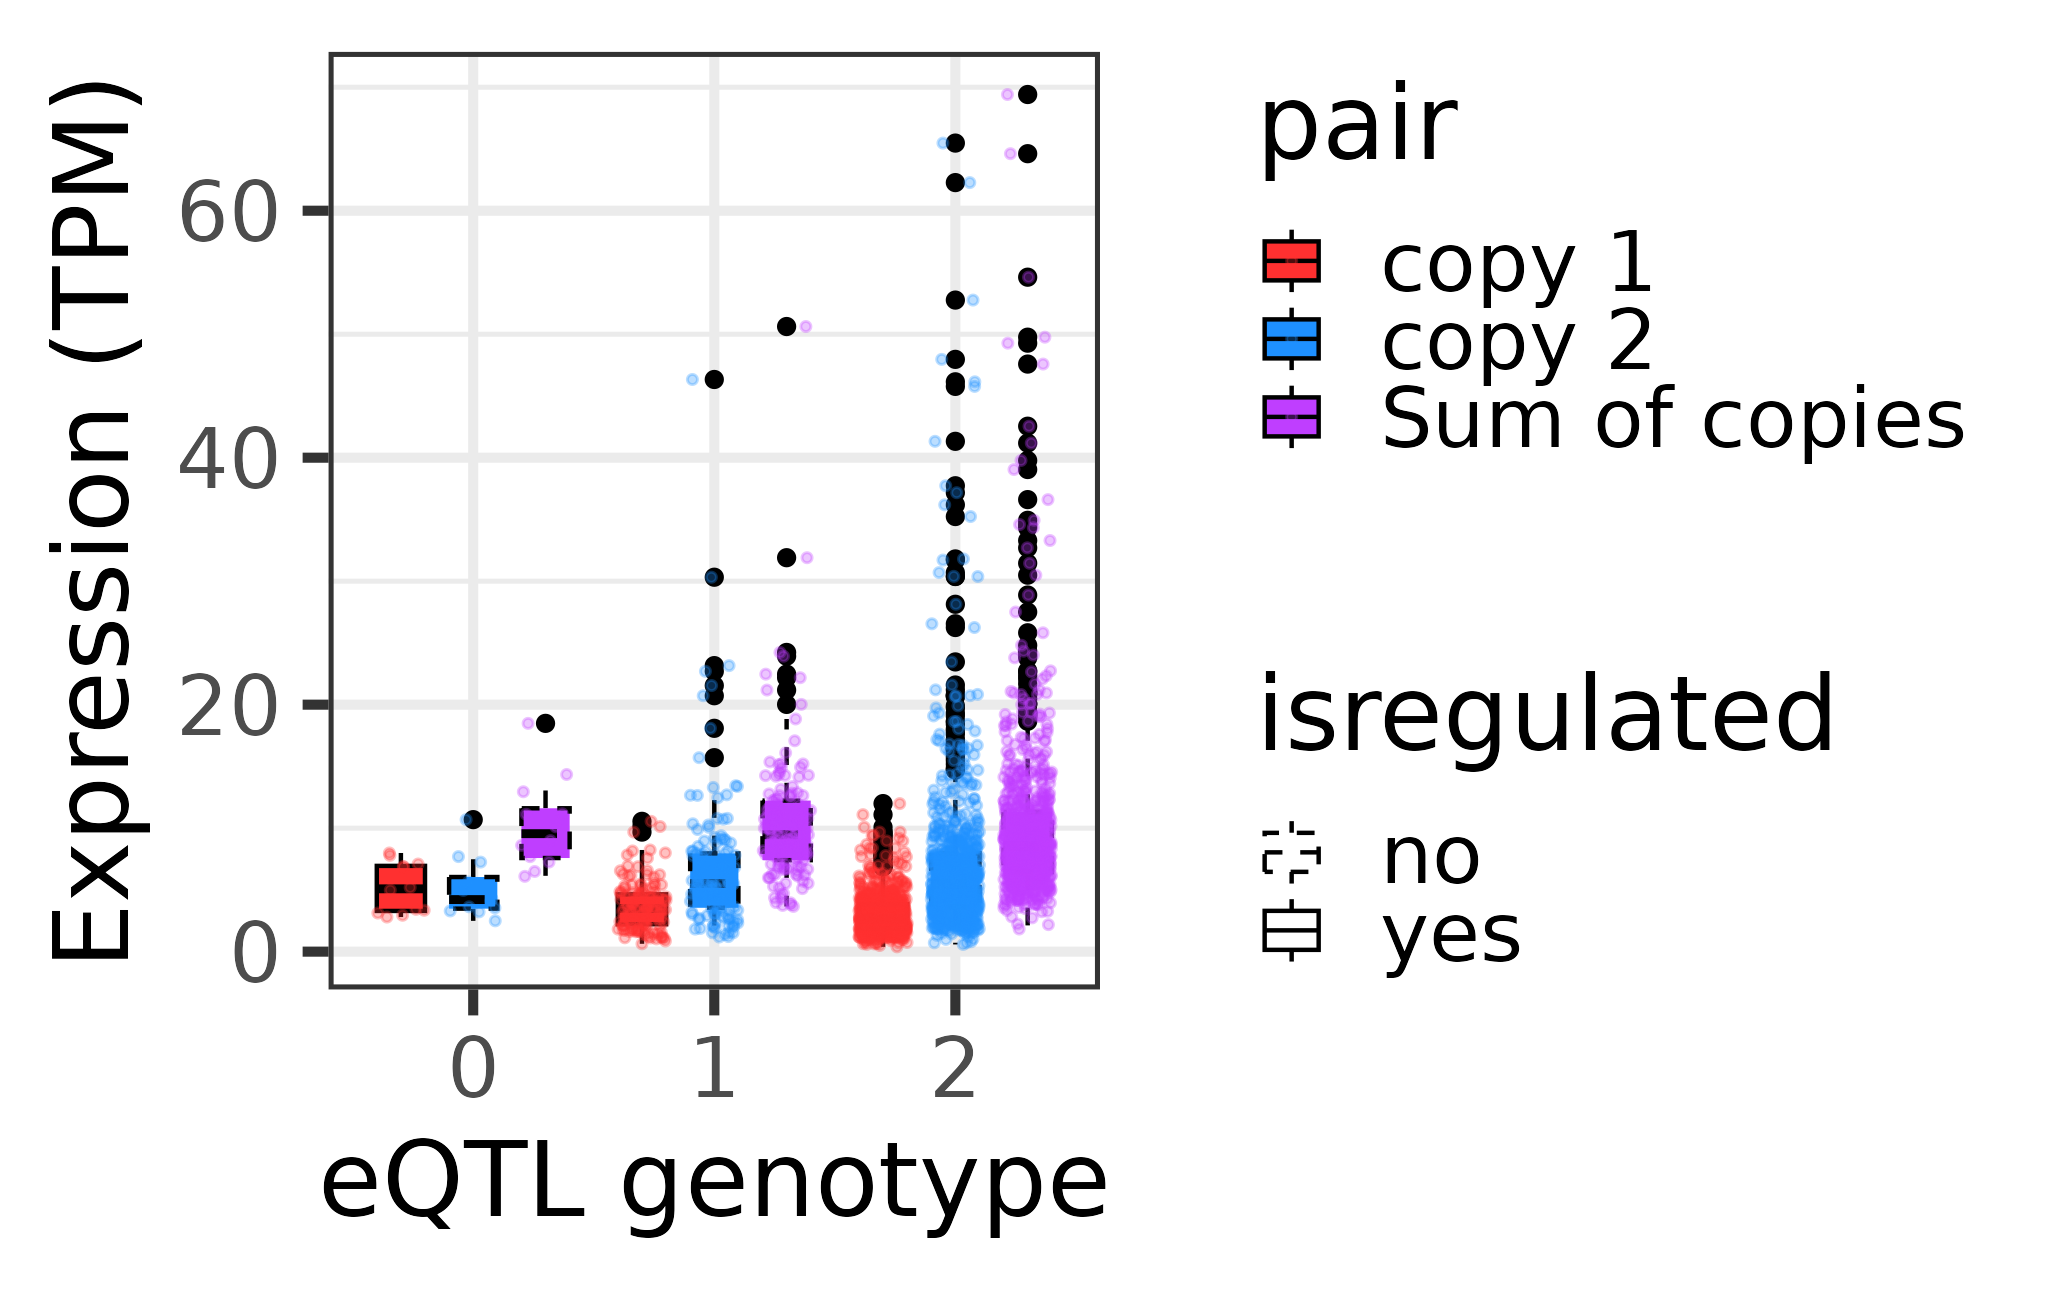 Expression (TPM)
60
40
20
0
0 1 2
eQTL genotype
pair
copy 1
copy 2
Sum of copies
isregulated
no
yes